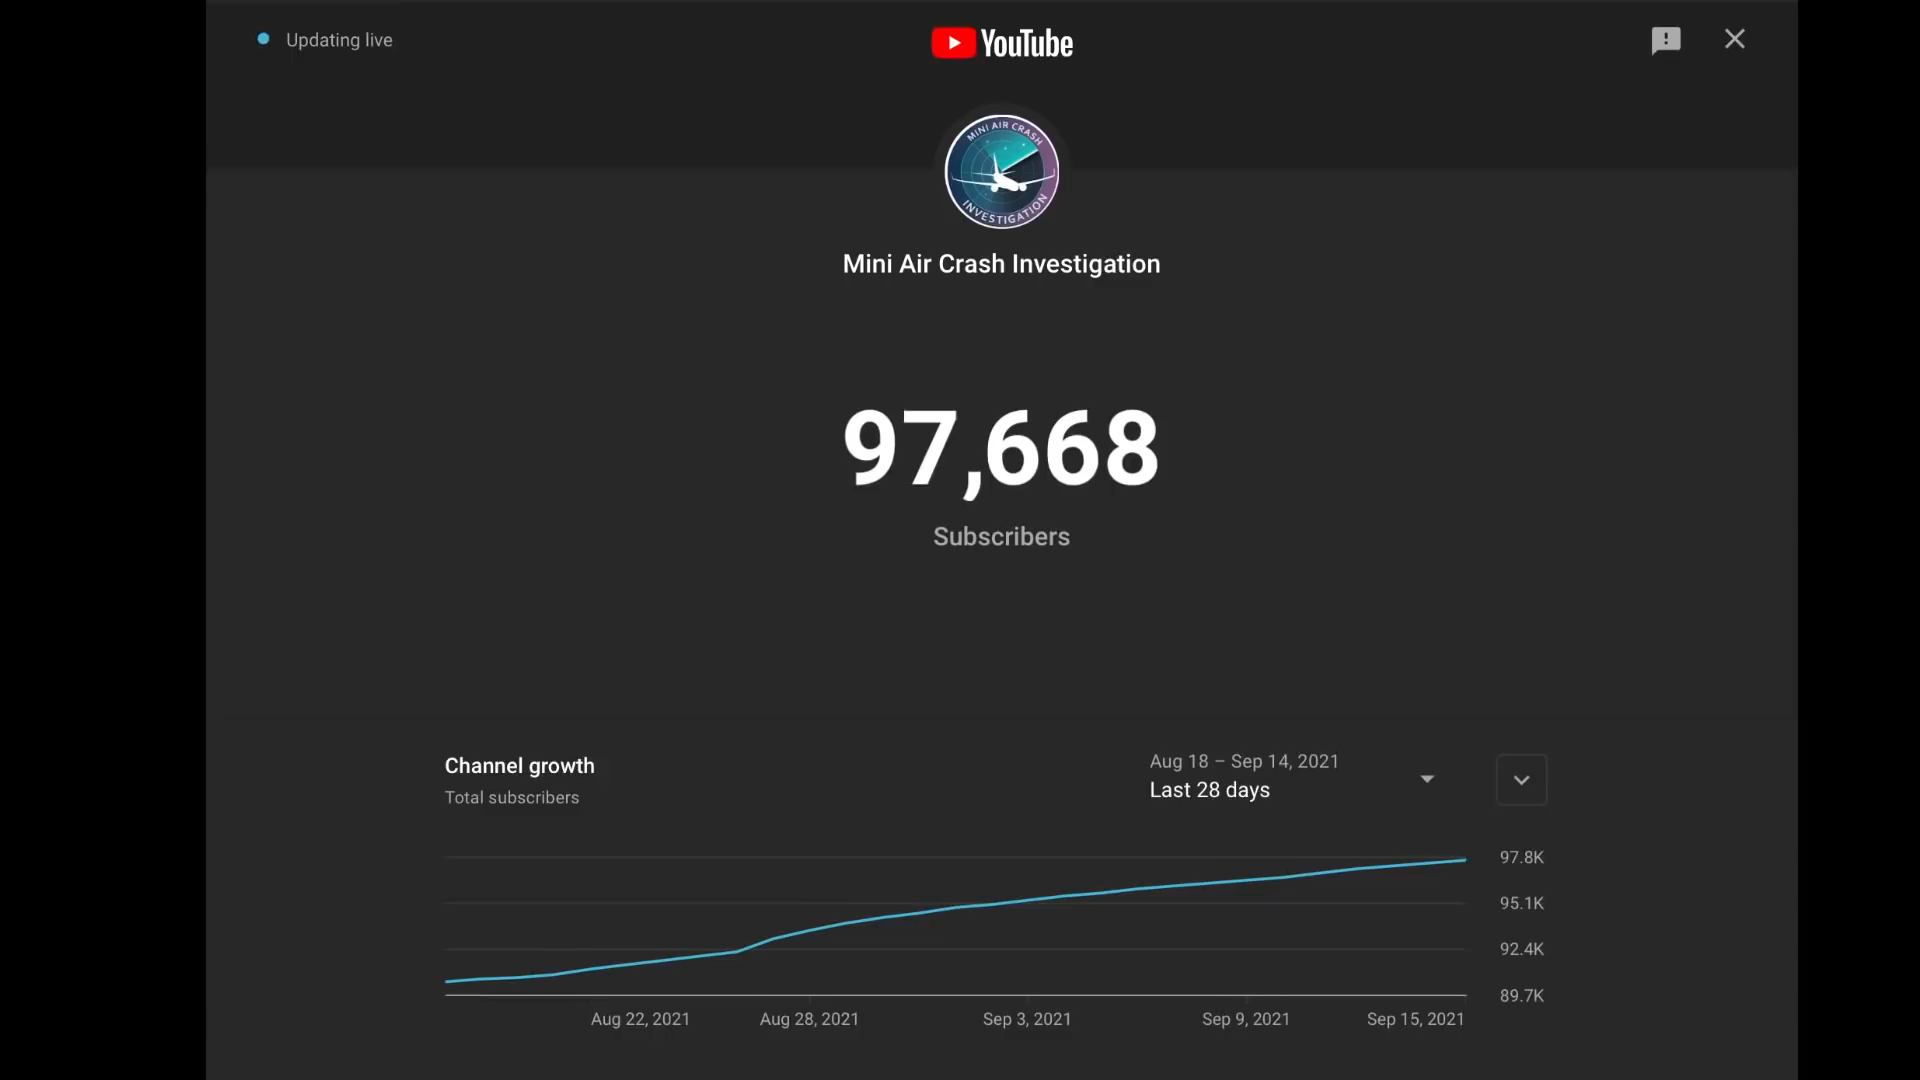 Updating live
YouTube
MINI AIR CRASH
INVESTIGATION
Mini Air Crash Investigation
97,668
Subscribers
Channel growth
Total subscribers
Aug 18 – Sep 14, 2021
Last 28 days
97.8K
95.1K
92.4K
89.7K
Aug 22, 2021
Aug 28, 2021
Sep 3, 2021
Sep 9, 2021
Sep 15, 2021